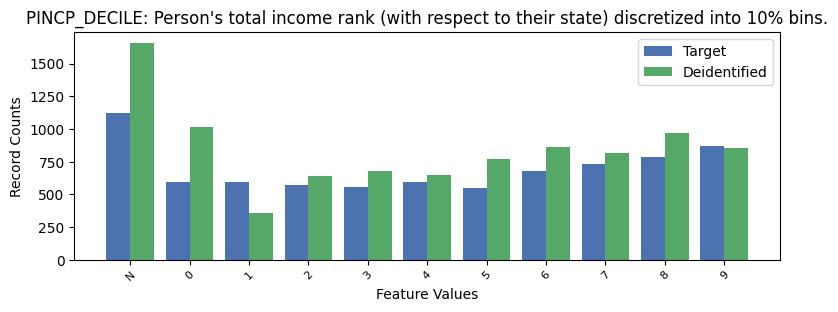 PINCP_DECILE: Person's total income rank (with respect to their state) discretized into 10% bins.
Target
Deidentified
Record Counts
1500
1250
1000
750
500
250
0
N 0 1 2 3 4 5 6 7 8 9
Feature Values